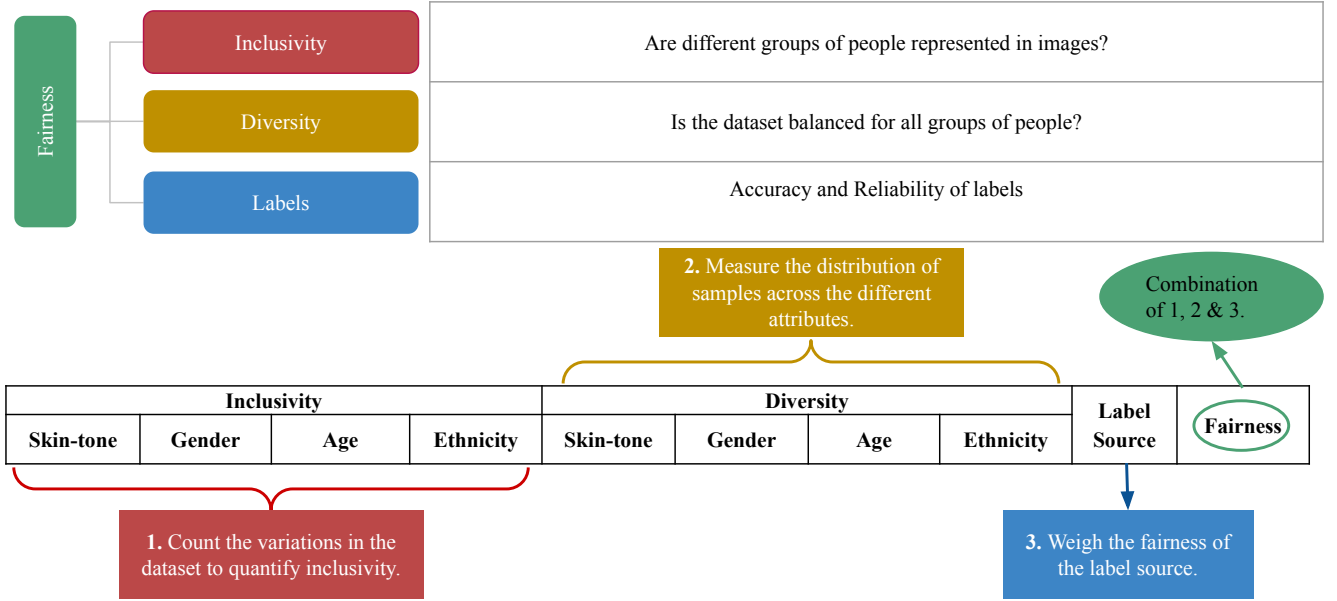 Fairness
Inclusivity
Are different groups of people represented in images?
Diversity
Is the dataset balanced for all groups of people?
Labels
Accuracy and Reliability of labels
2. Measure the distribution of
samples across the different
attributes.
Combination
of 1, 2 & 3.
Inclusivity
Diversity
Label
Source
Fairness
Skin-tone
Gender
Age
Ethnicity
Skin-tone
Gender
Age
Ethnicity
1. Count the variations in the
dataset to quantify inclusivity.
3. Weigh the fairness of
the label source.